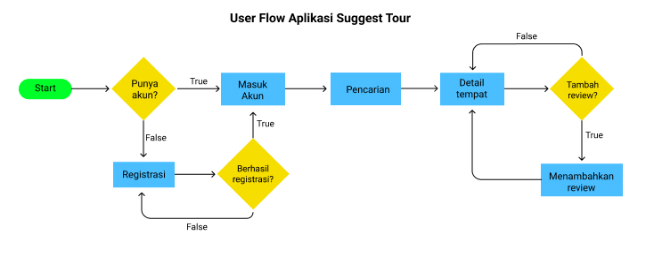 User Flow Aplikasi Suggest Tour
False
Start
Punya
akun?
True
Masuk
Akun
Pencarian
Detail
tempat
Tambah
review?
False
True
True
Registrasi
Berhasil
registrasi?
Menambahkan
review
False